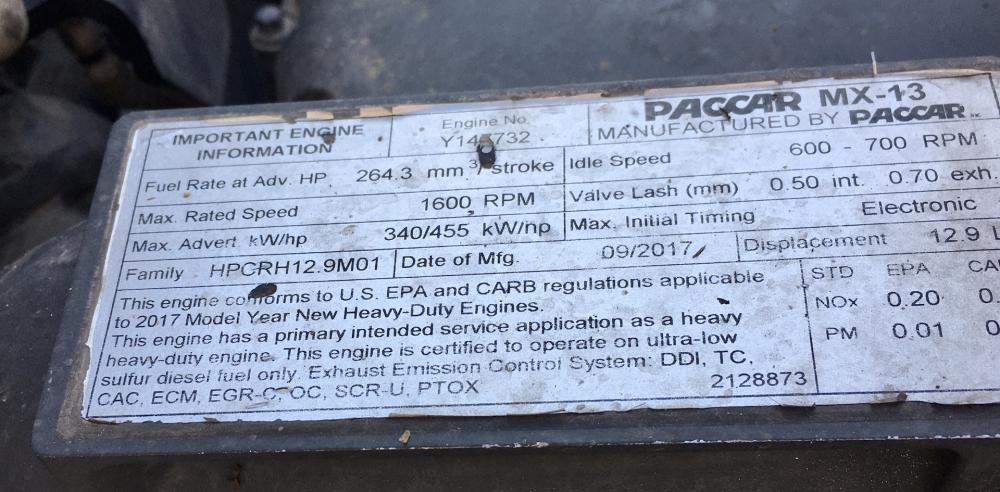 IMPORTANT ENGINE INFORMATION
Engine No.
PACCAR MX-13
MANUFACTURED BY PACCAR
Fuel Rate at Adv. HP 264.3 mm³/stroke
Idle Speed 600 - 700 RPM
Max. Rated Speed 1600 RPM
Valve Lash (mm) 0.50 int. 0.70 exh.
Max. Advert kW/hp 340/455 kW/hp
Max. Initial Timing Electronic
Family HPCRH12.9M01
Date of Mfg. 09/2017
Displacement 12.9 L
This engine conforms to U.S. EPA and CARB regulations applicable
to 2017 Model Year New Heavy-Duty Engines.
This engine has a primary intended service application as a heavy
heavy-duty engine. This engine is certified to operate on ultra-low
sulfur diesel fuel only. Exhaust Emission Control System: DDI, TC,
CAC, ECM, EGR-C, OC, SCR-U, PTOX 2128873
STD EPA
NOx 0.20
PM 0.01